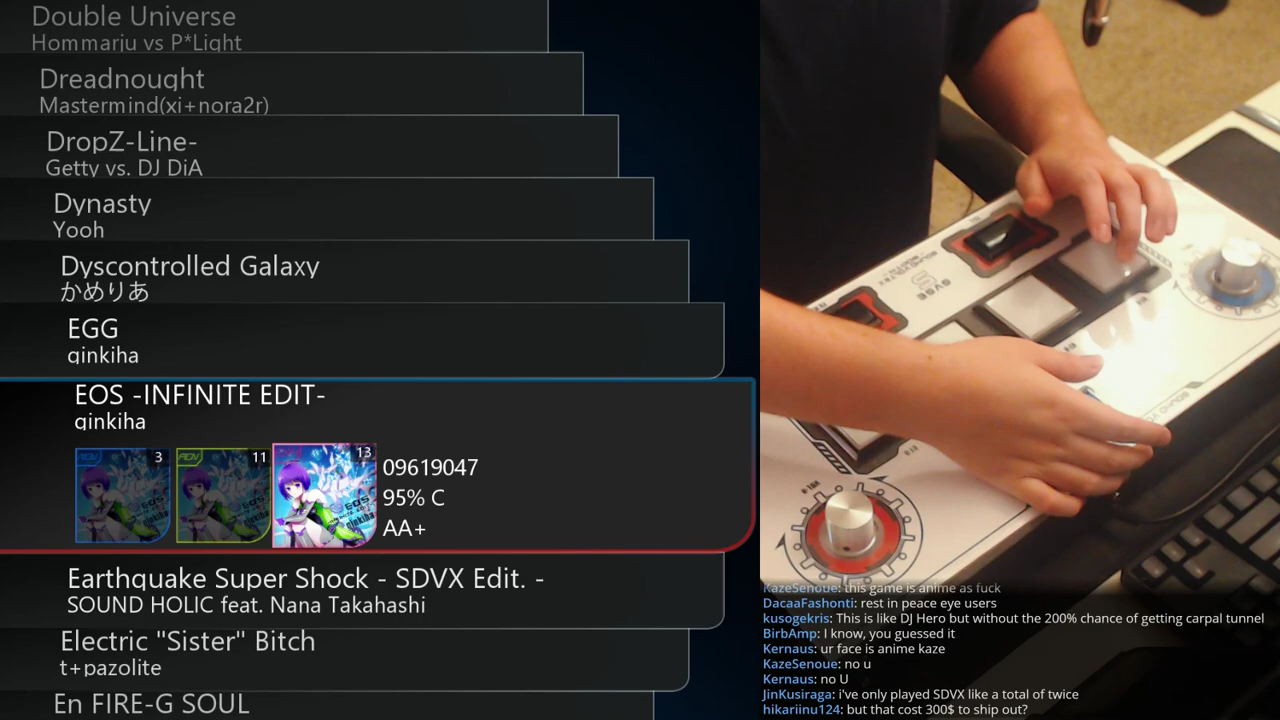 Double Universe
Hommarju vs P*Light
Dreadnought
Mastermind(xi+nora2r)
DropZ-Line-
Getty vs. DJ DiA
Dynasty
Yooh
Dyscontrolled Galaxy
かめりあ
EGG
ginkiha
EOS -INFINITE EDIT-
ginkiha
3
11
13
09619047
95% C
AA+
Earthquake Super Shock - SDVX Edit. -
SOUND HOLIC feat. Nana Takahashi
Electric "Sister" Bitch
t+pazolite
En FIRE-G SOUL
KazeSenoue: this game is anime as fuck
DacaaFashonti: rest in peace eye users
kusogekris: This is like DJ Hero but without the 200% chance of getting carpal tunnel
BirbAmp: I know, you guessed it
Kernaus: ur face is anime kaze
KazeSenoue: no u
Kernaus: no U
JinKusiraga: i've only played SDVX like a total of twice
hikariinu124: but that cost 300$ to ship out?